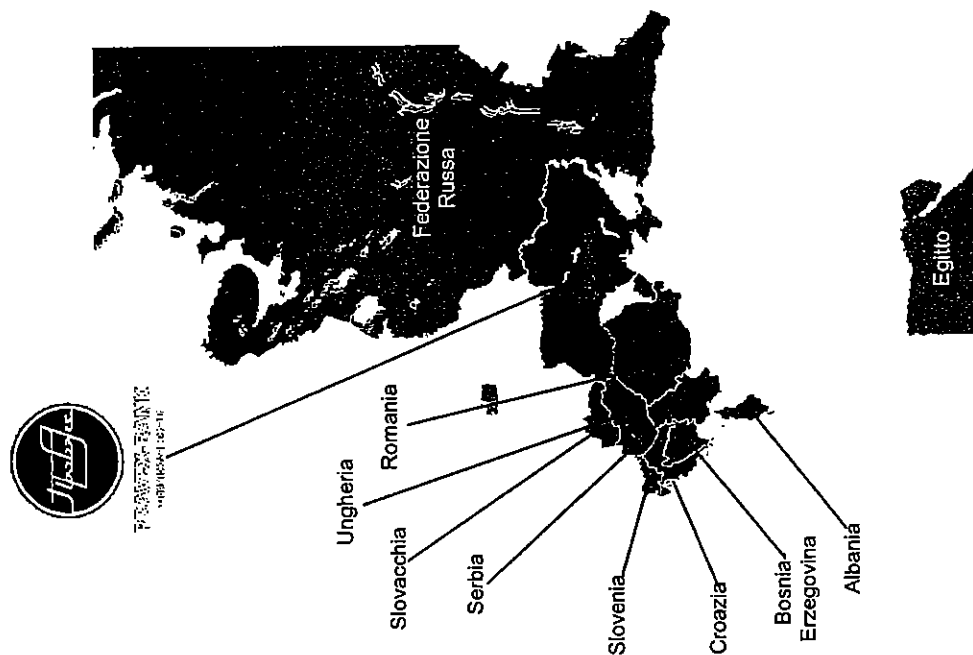 Ungheria
Romania
Slovacchia
Serbia
Slovenia
Croazia
Bosnia
Erzegovina
Albania
Federazione
Russa
Egitto